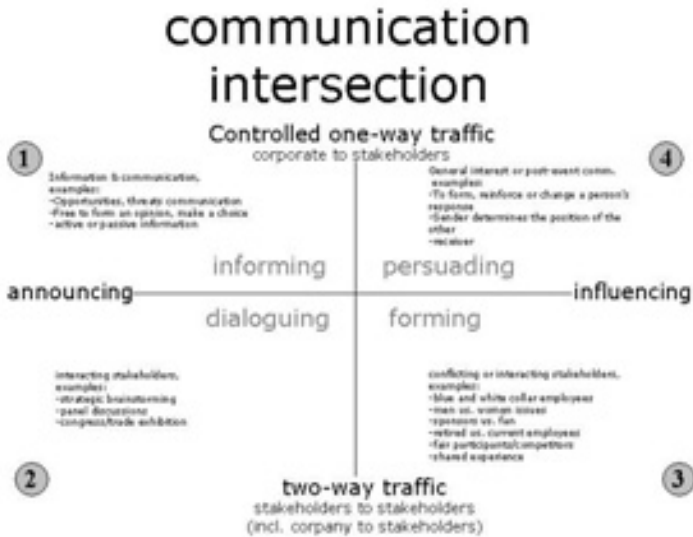 communication
intersection
Controlled one-way traffic
corporate to stakeholders
1
4
Information & communication,
examples:
-Opportunities, threats communication
-Free to form an opinion, make a choice
-active or passive information
General interest or post-event comm.
examples:
-To form, reinforce or change a person's
response
-Sender determines the position of the
other
-receiver
informing
persuading
announcing
influencing
dialoguing
forming
interacting stakeholders,
examples:
-strategic brainstorming
-panel discussions
-congress/trade exhibition
conflicting or interacting stakeholders,
examples:
-blue and white collar employees
-men vs. women issues
-sponsors vs. fan
-retired vs. current employees
-fair participants/competitors
-shared experience
2
3
two-way traffic
stakeholders to stakeholders
(incl. corpany to stakeholders)